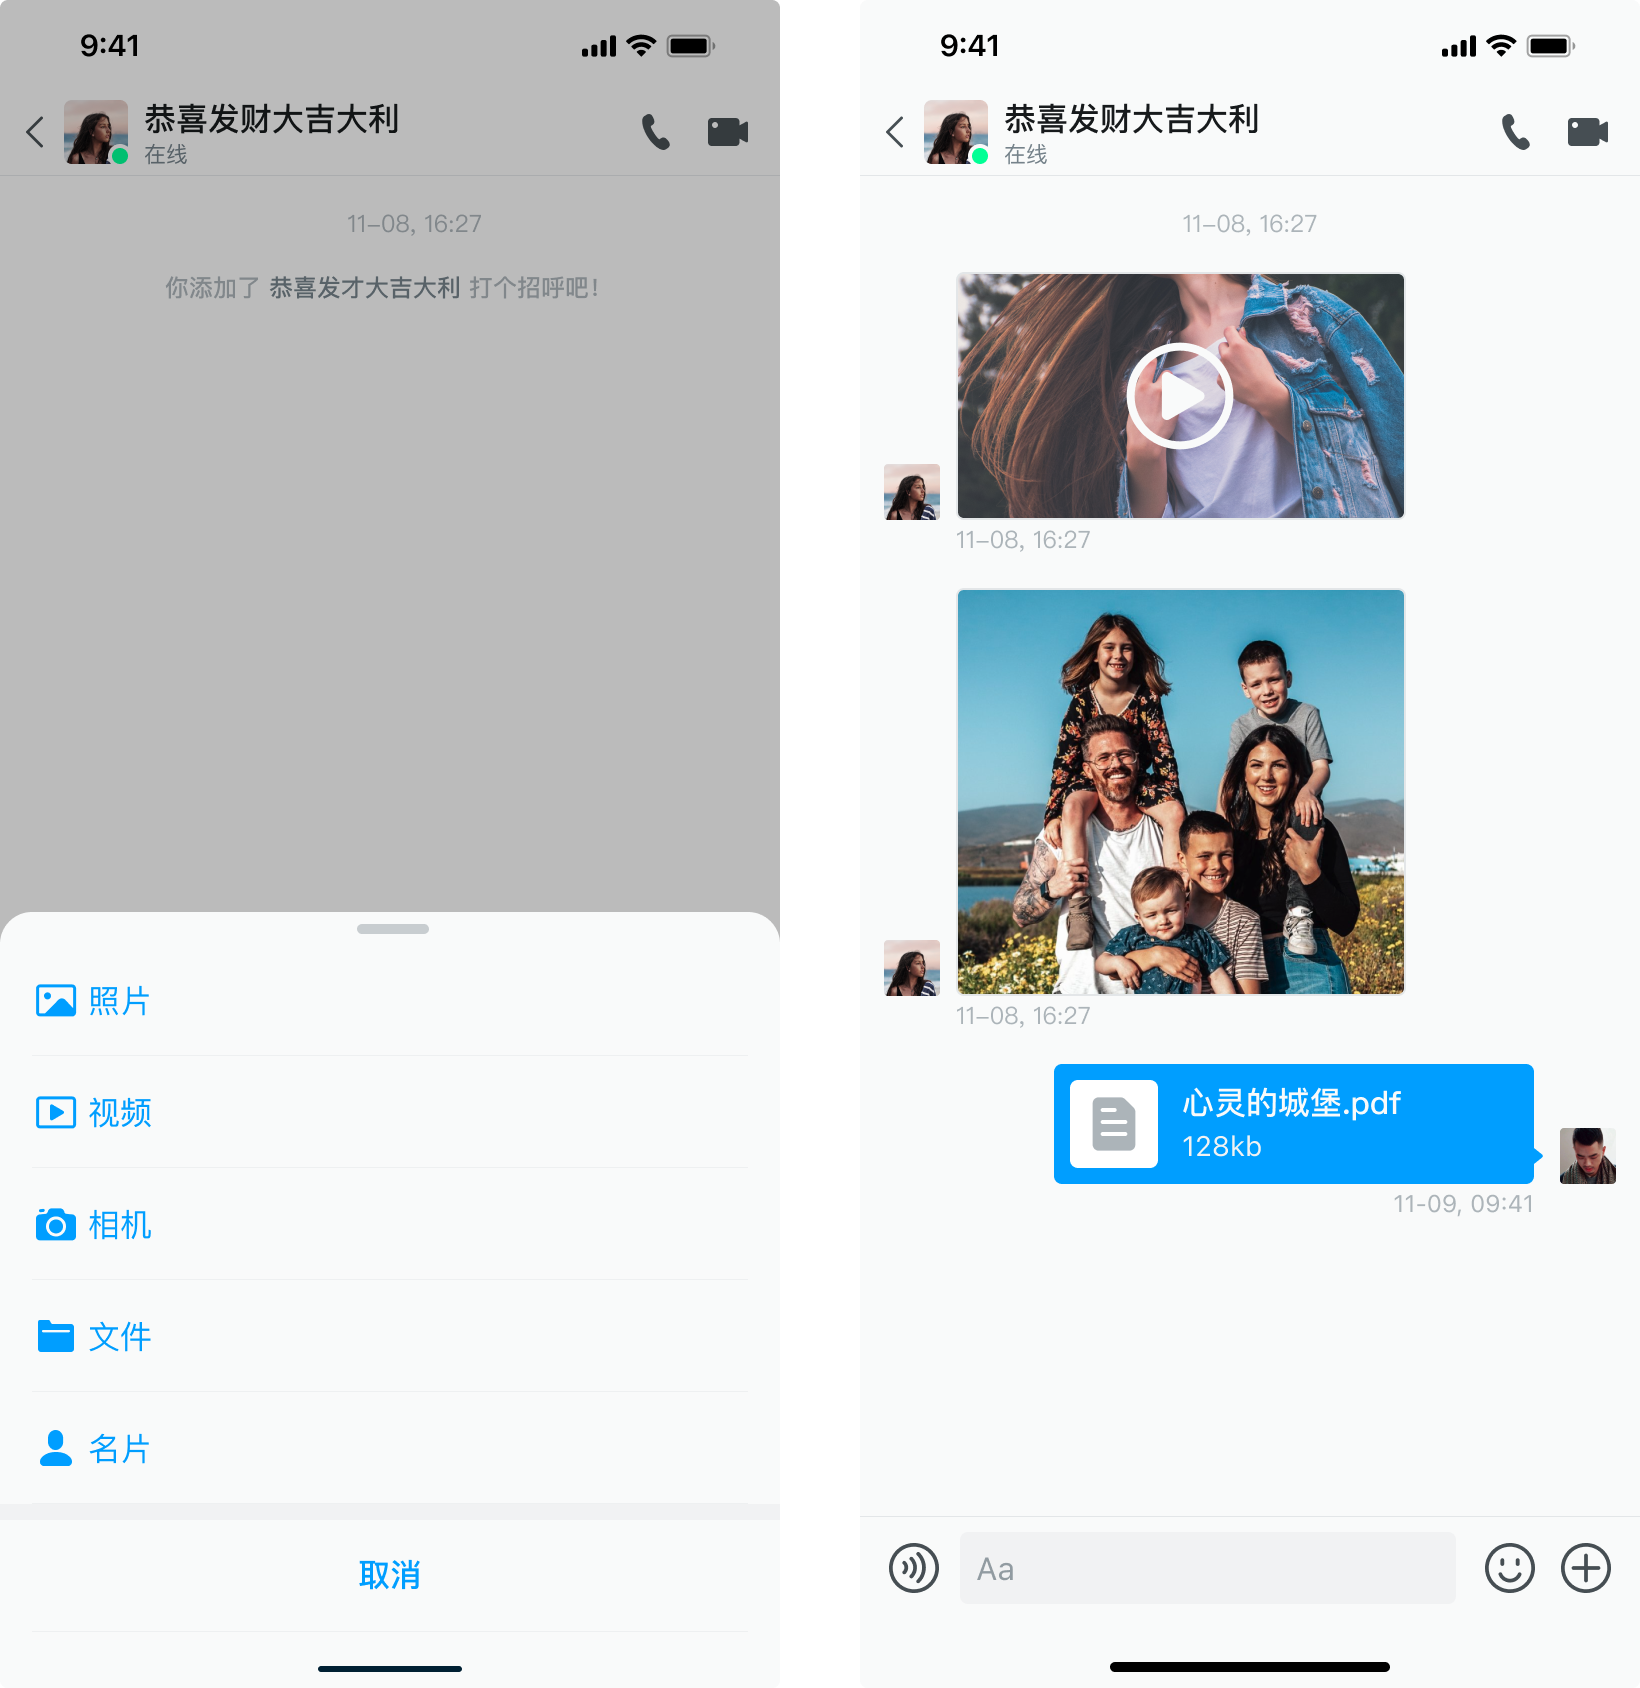 9:41
恭喜发财大吉大利
在线
11–08, 16:27
你添加了 恭喜发才大吉大利 打个招呼吧！
照片
视频
相机
文件
名片
取消
9:41
恭喜发财大吉大利
在线
11–08, 16:27
11–08, 16:27
11–08, 16:27
心灵的城堡.pdf
128kb
11-09, 09:41
Aa